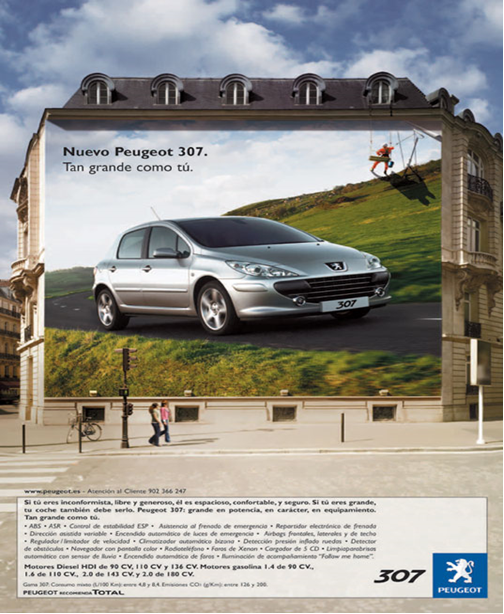 Nuevo Peugeot 307.
Tan grande como tú.
307
www.peugeot.es - Atención al Cliente 902 366 247
Si tú eres inconformista, libre y generoso, él es espacioso, confortable, y seguro. Si tú eres grande,
tu coche también debe serlo. Peugeot 307: grande en potencia, en carácter, en equipamiento.
Tan grande como tú.
• ABS • ASR • Control de estabilidad ESP • Asistencia al frenado de emergencia • Repartidor electrónico de frenada
• Dirección asistida variable • Encendido automático de luces de emergencia • Airbags frontales, laterales y de techo
• Regulador / limitador de velocidad • Climatizador automático bizona • Detección presión inflado ruedas • Detector
de obstáculos • Navegador con pantalla color • Radioteléfono • Faros de Xenon • Cargador de 5 CD • Limpiaparabrisas
automático con sensor de lluvia • Encendido automático de faros • Iluminación de acompañamiento "Follow me home".
Motores Diesel HDI de 90 CV, 110 CV y 136 CV. Motores gasolina 1.4 de 90 CV.,
1.6 de 110 CV., 2.0 de 143 CV. y 2.0 de 180 CV.
Gama 307: Consumo mixto (l/100 Km): entre 4,8 y 8,4. Emisiones CO₂ (g/Km): entre 126 y 200.
PEUGEOT RECOMIENDA TOTAL
307
PEUGEOT